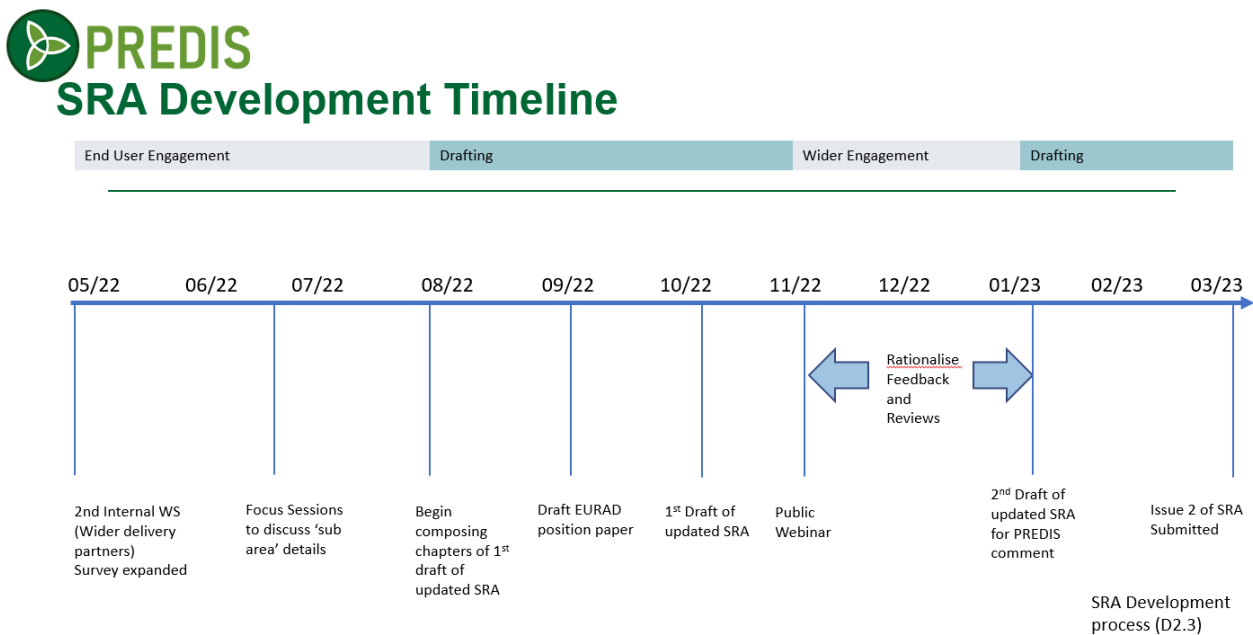 PREDIS
SRA Development Timeline
End User Engagement
Drafting
Wider Engagement
Drafting
05/22
06/22
07/22
08/22
09/22
10/22
11/22
12/22
01/23
02/23
03/23
Rationalise
Feedback
and
Reviews
2nd Internal WS
(Wider delivery
partners)
Survey expanded
Focus Sessions
to discuss ‘sub
area’ details
Begin
composing
chapters of 1st
draft of
updated SRA
Draft EURAD
position paper
1st Draft of
updated SRA
Public
Webinar
2nd Draft of
updated SRA
for PREDIS
comment
Issue 2 of SRA
Submitted
SRA Development
process (D2.3)